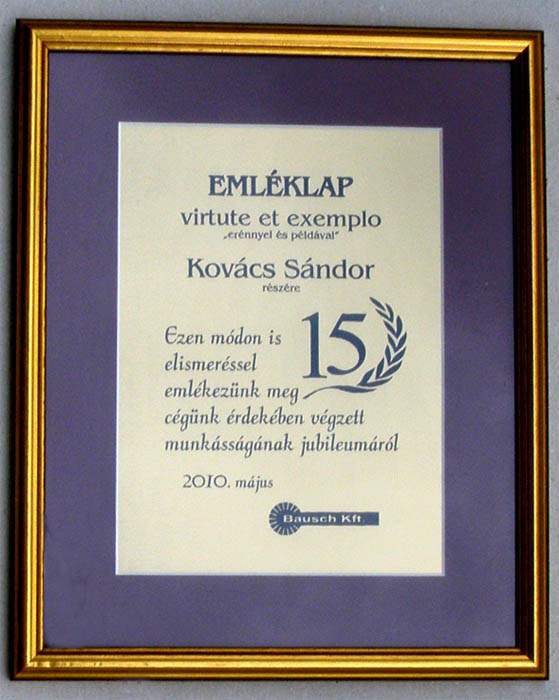 EMLÉKLAP
virtute et exemplo
„erénnyel és példával"
Kovács Sándor
részére
15
Ezen módon is
elismeréssel
emlékezünk meg
cégünk érdekében végzett
munkásságának jubileumáról
2010. május
Bausch Kft.